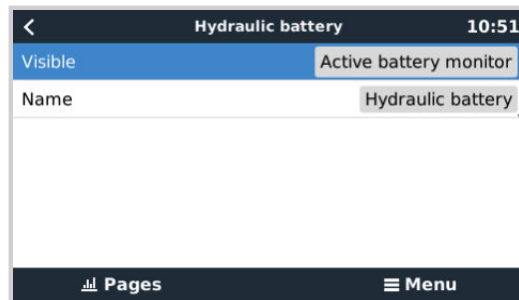 Hydraulic battery 10:51
Visible Active battery monitor
Name Hydraulic battery
Pages Menu